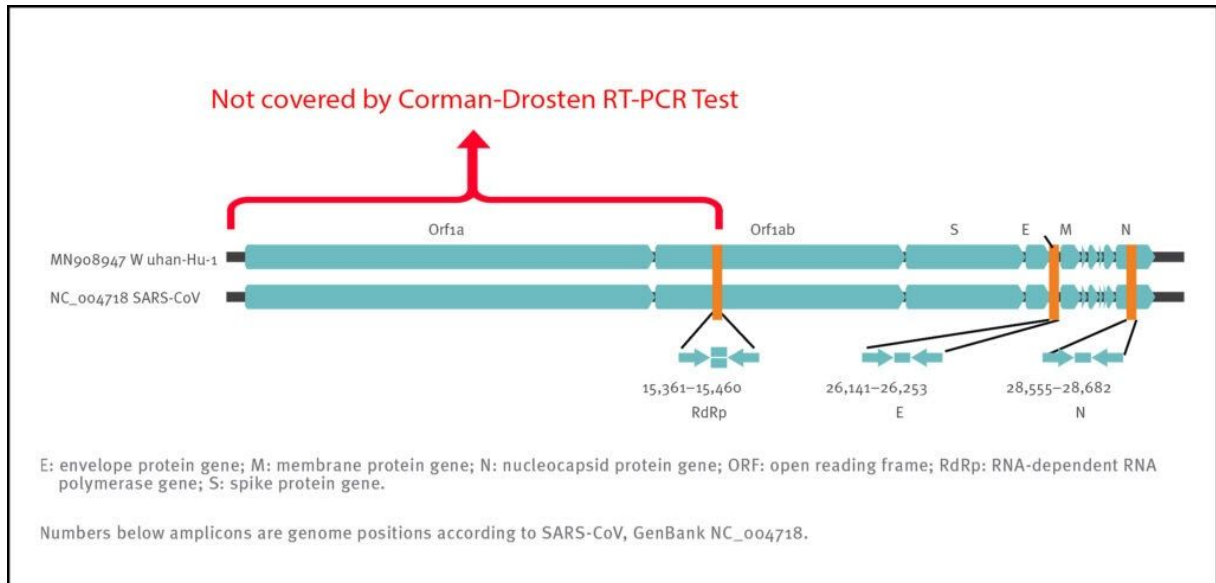 Not covered by Corman-Drosten RT-PCR Test
Orf1a Orf1ab S E M N
MN908947 W uhan-Hu-1
NC_004718 SARS-CoV
15,361–15,460 26,141–26,253 28,555–28,682
RdRp E N
E: envelope protein gene; M: membrane protein gene; N: nucleocapsid protein gene; ORF: open reading frame; RdRp: RNA-dependent RNA
polymerase gene; S: spike protein gene.
Numbers below amplicons are genome positions according to SARS-CoV, GenBank NC_004718.